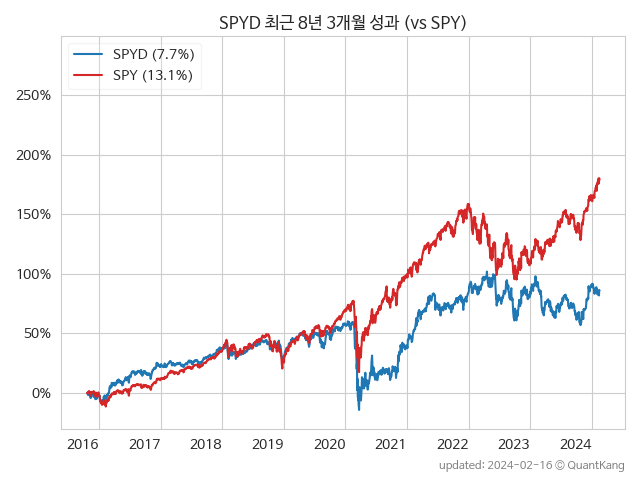 SPYD 최근 8년 3개월 성과 (vs SPY)
SPYD (7.7%)
SPY (13.1%)
250%
200%
150%
100%
50%
0%
2016 2017 2018 2019 2020 2021 2022 2023 2024
updated: 2024-02-16 © QuantKang